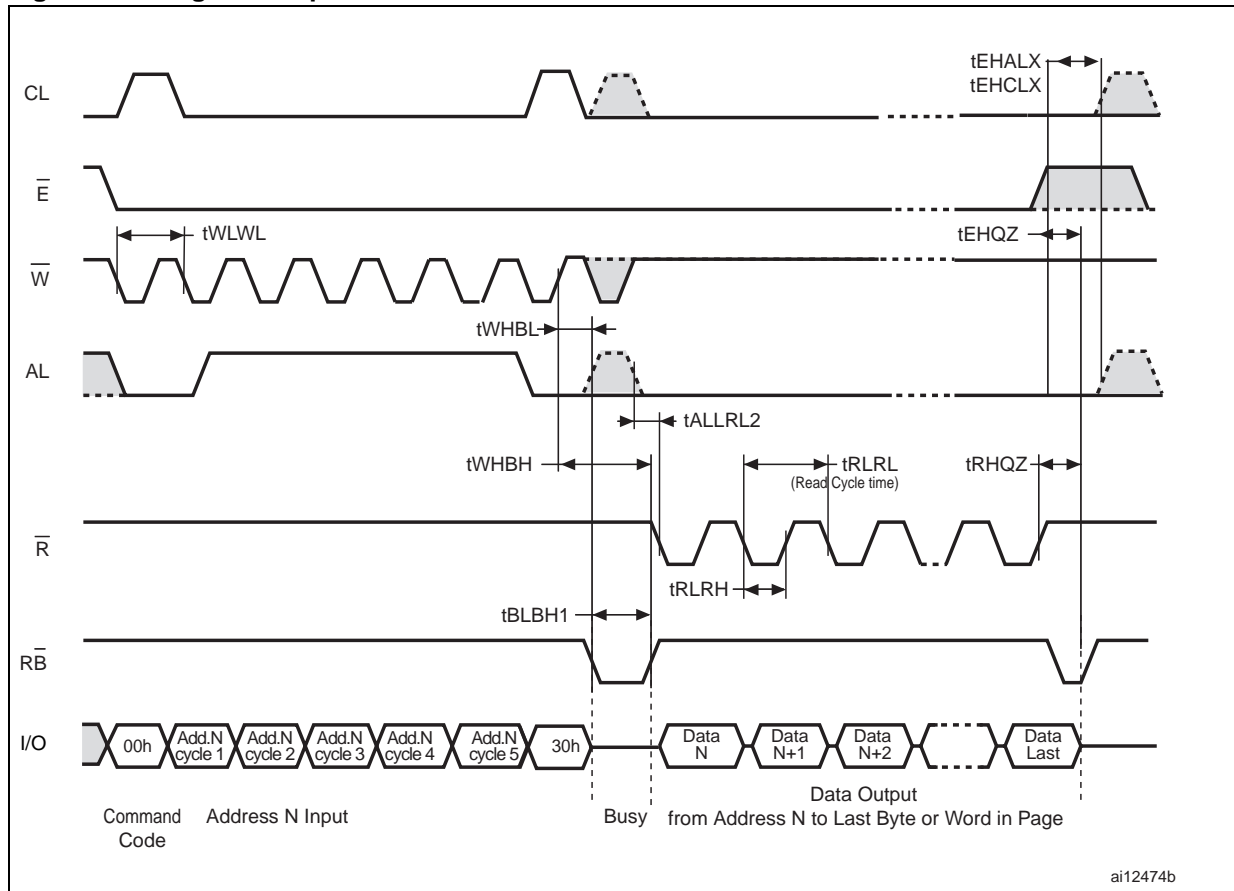 CL
tEHALX
tEHCLX
E
tWLWL
tEHQZ
W
tWHBL
AL
tALLRL2
tWHBH
tRLRL
(Read Cycle time)
tRHQZ
R
tRLRH
tBLBH1
RB
I/O
00h
Add.N cycle 1
Add.N cycle 2
Add.N cycle 3
Add.N cycle 4
Add.N cycle 5
30h
Data N
Data N+1
Data N+2
Data Last
Command Code
Address N Input
Busy
Data Output
from Address N to Last Byte or Word in Page
ai12474b